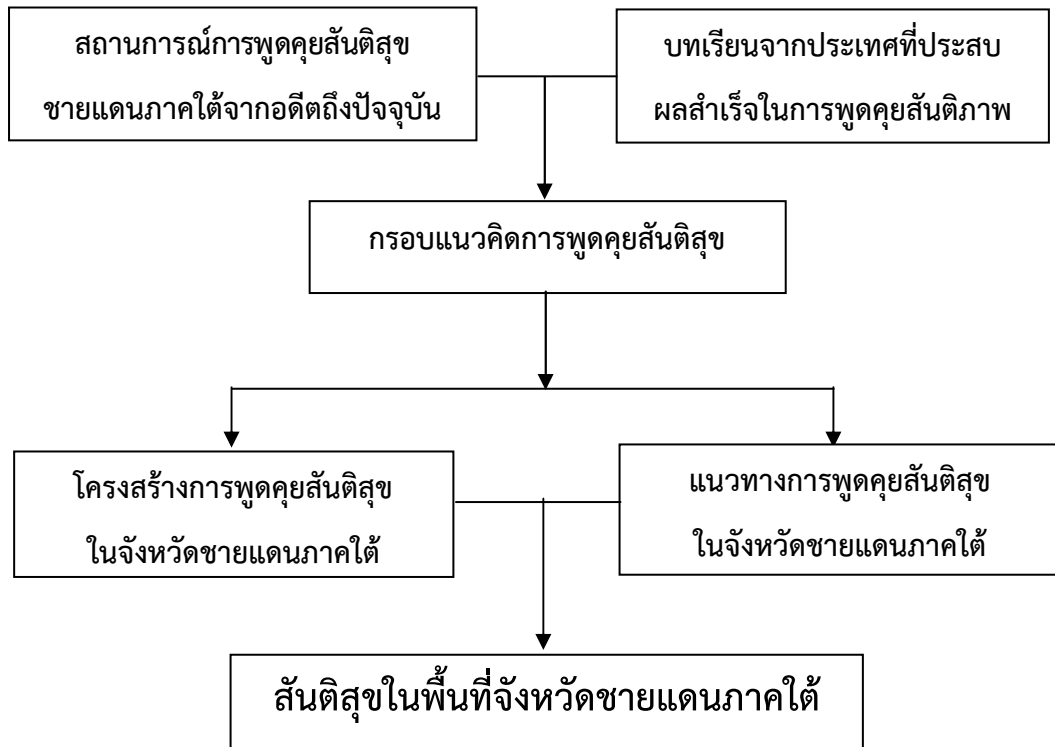 สถานการณ์การพูดคุยสันติสุข
ชายแดนภาคใต้จากอดีตถึงปัจจุบัน
บทเรียนจากประเทศที่ประสบ
ผลสำเร็จในการพูดคุยสันติภาพ
กรอบแนวคิดการพูดคุยสันติสุข
โครงสร้างการพูดคุยสันติสุข
ในจังหวัดชายแดนภาคใต้
แนวทางการพูดคุยสันติสุข
ในจังหวัดชายแดนภาคใต้
สันติสุขในพื้นที่จังหวัดชายแดนภาคใต้